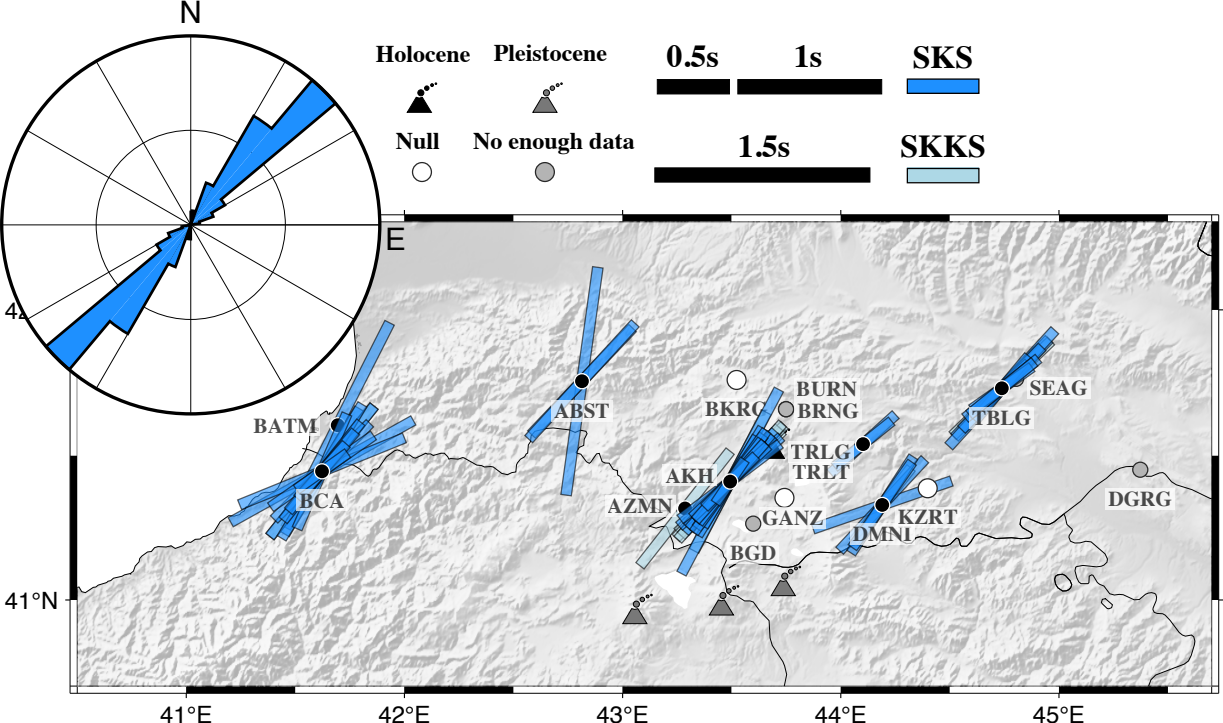 N
Holocene Pleistocene 0.5s 1s SKS
Null No enough data 1.5s SKKS
E
42
BURN
BKRG BRNG
SEAG
ABST
TBLG
BATM
TRLG
TRLT
AKH
BCA
DGRG
AZMN
GANZ
KZRT
DMNI
BGD
41°N
41°E 42°E 43°E 44°E 45°E